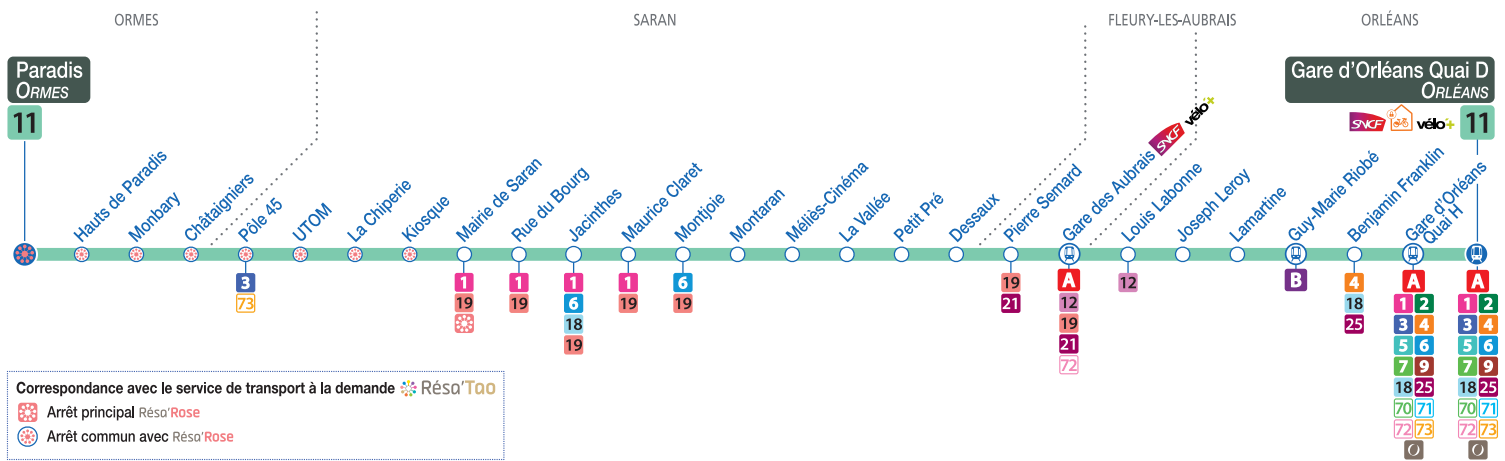 ORMES
SARAN
FLEURY-LES-AUBRAIS
ORLÉANS
Paradis
ORMES
11
Gare d'Orléans Quai D
ORLÉANS
SNCF vélo+ 11
SNCF vélo+
Hauts de Paradis
Monbary
Châtaigniers
Pôle 45
UTOM
La Chiperie
Kiosque
Mairie de Saran
Rue du Bourg
Jacinthes
Maurice Claret
Montjoie
Montaran
Méliès-Cinéma
La Vallée
Petit Pré
Dessaux
Pierre Semard
Gare des Aubrais
Louis Labonne
Joseph Leroy
Lamartine
Guy-Marie Riobé
Benjamin Franklin
Gare d'Orléans
Quai H
3
73
1
19
1
19
1
6
18
19
1
19
6
19
19
21
A
12
19
21
72
12
B
4
18
25
A
1 2
3 4
5 6
7 9
18 25
70 71
72 73
O
A
1 2
3 4
5 6
7 9
18 25
70 71
72 73
O
Correspondance avec le service de transport à la demande Résa'Tao
Arrêt principal Résa'Rose
Arrêt commun avec Résa'Rose